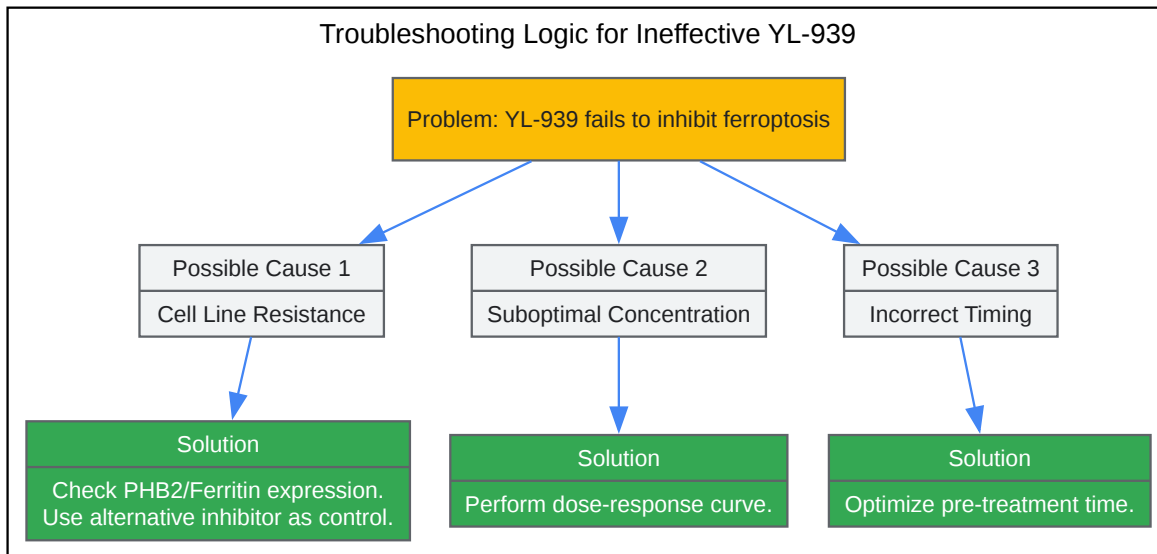 Troubleshooting Logic for Ineffective YL-939
Problem: YL-939 fails to inhibit ferroptosis
Possible Cause 1
Cell Line Resistance
Possible Cause 2
Suboptimal Concentration
Possible Cause 3
Incorrect Timing
Solution
Check PHB2/Ferritin expression.
Use alternative inhibitor as control.
Solution
Perform dose-response curve.
Solution
Optimize pre-treatment time.